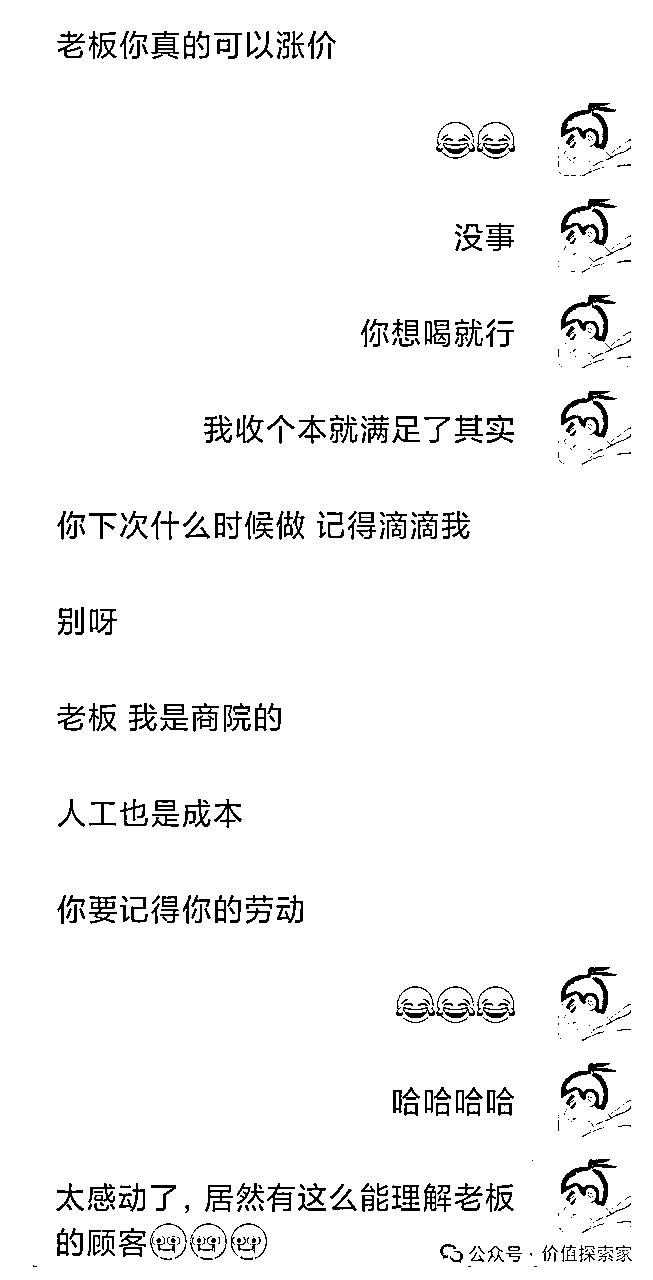 老板你真的可以涨价
😂😂
没事
你想喝就行
我收个本就满足了其实
你下次什么时候做 记得滴滴我
别呀
老板 我是商院的
人工也是成本
你要记得你的劳动
😂😂😂
哈哈哈哈
太感动了，居然有这么能理解老板
的顾客
公众号·价值探索家